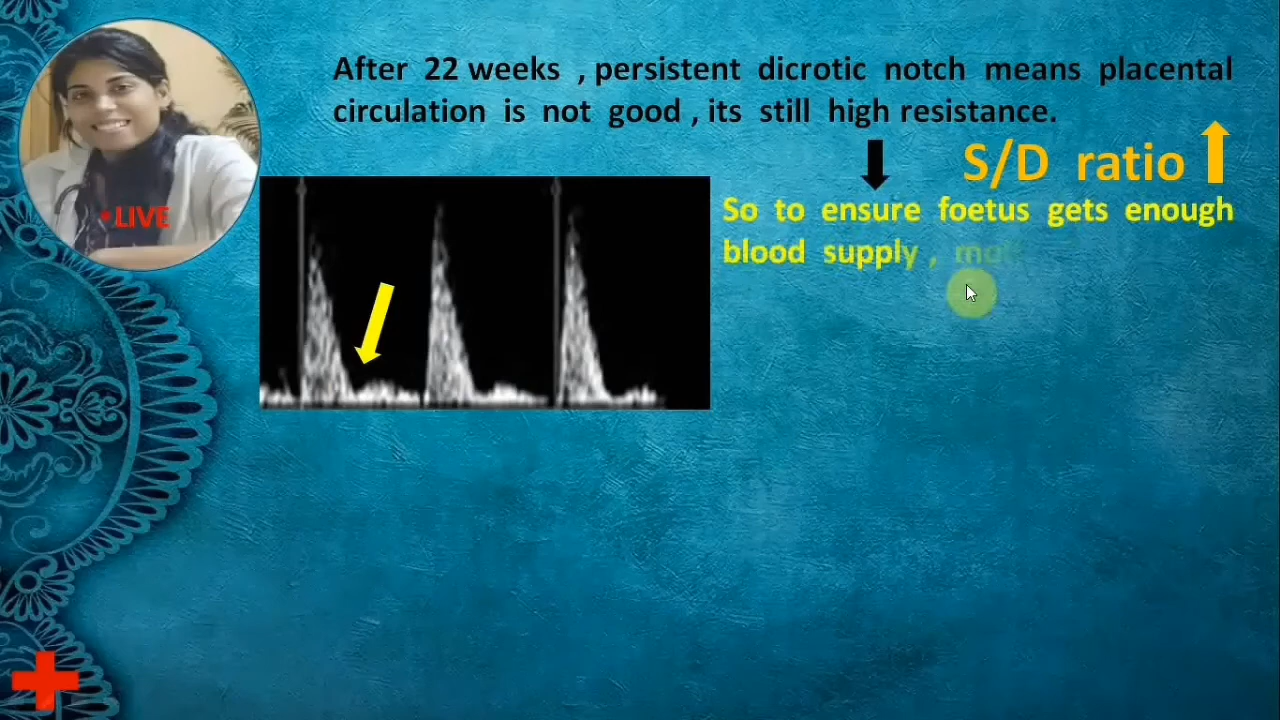 After 22 weeks , persistent dicrotic notch means placental
circulation is not good , its still high resistance.
S/D ratio
So to ensure foetus gets enough
blood supply ,
•LIVE